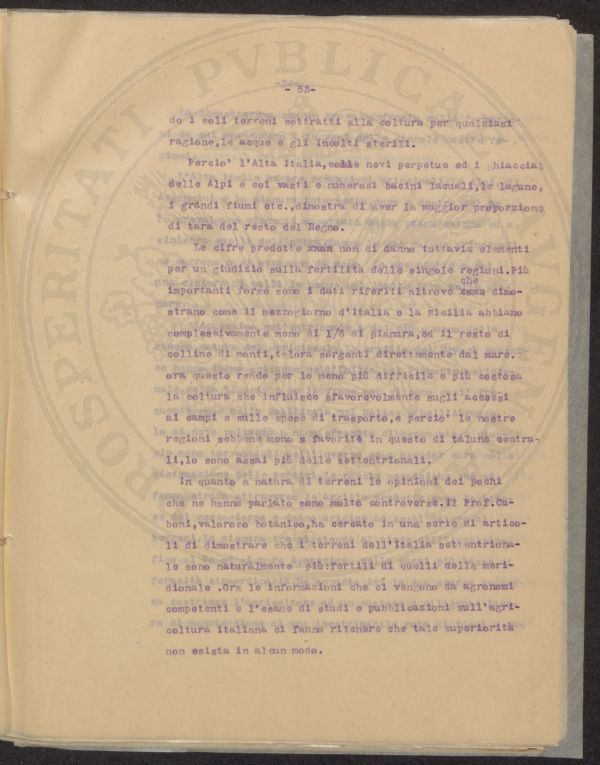 - 53-
do i soli terreni sottratti alla coltura per qualsiasi
ragione,le acque e gli incolti sterili.
Percio' l'Alta Italia,colle nevi perpetue ed i ghiacciai
delle Alpi e coi vasti e numerosi bacini lacuali,le lagune,
i grandi fiumi etc.,dimostra di aver la maggior proporzione
di tara del resto del Regno.
Le cifre predette xxxx non ci danno tuttavia elementi
per un giudizio sulla fertilità delle singole regioni.Più
che
importanti forse sono i dati riferiti altrove xxxx dimo-
strano come il mezzogiorno d'Italia e la Sicilia abbiano
complessivamente meno di 1/6 di pianura,ed il resto di
colline di monti,talora sorgenti direttamente dal mare.
ora questo rende per lo meno più difficile e più costosa
la coltura che influisce sfavorevolmente sugli accessi
ai campi e sulle spese di trasporto,e percio' le nostre
regioni sebbene meno s favorite in questo di talune centra-
li,lo sono assai più delle settentrionali.
In quanto a natura di terreni le opinioni dei pochi
che ne hanno parlato sono molto controverse.Il Prof.Cu-
boni,valoroso botanico,ha cercato in una serie di artico-
li di dimostrare che i terreni dell'Italia settentriona-
le sono naturalmente più fertili di quelli della meri-
dionale .Ora le informazioni che ci vengono da agronomi
competenti e l'esame di studi e pubblicazioni sull'agri-
coltura italiana ci fanno ritenere che tale superiorità
non esista in alcun modo.
PROSPERITATI PVBLICAE AVGENDAE